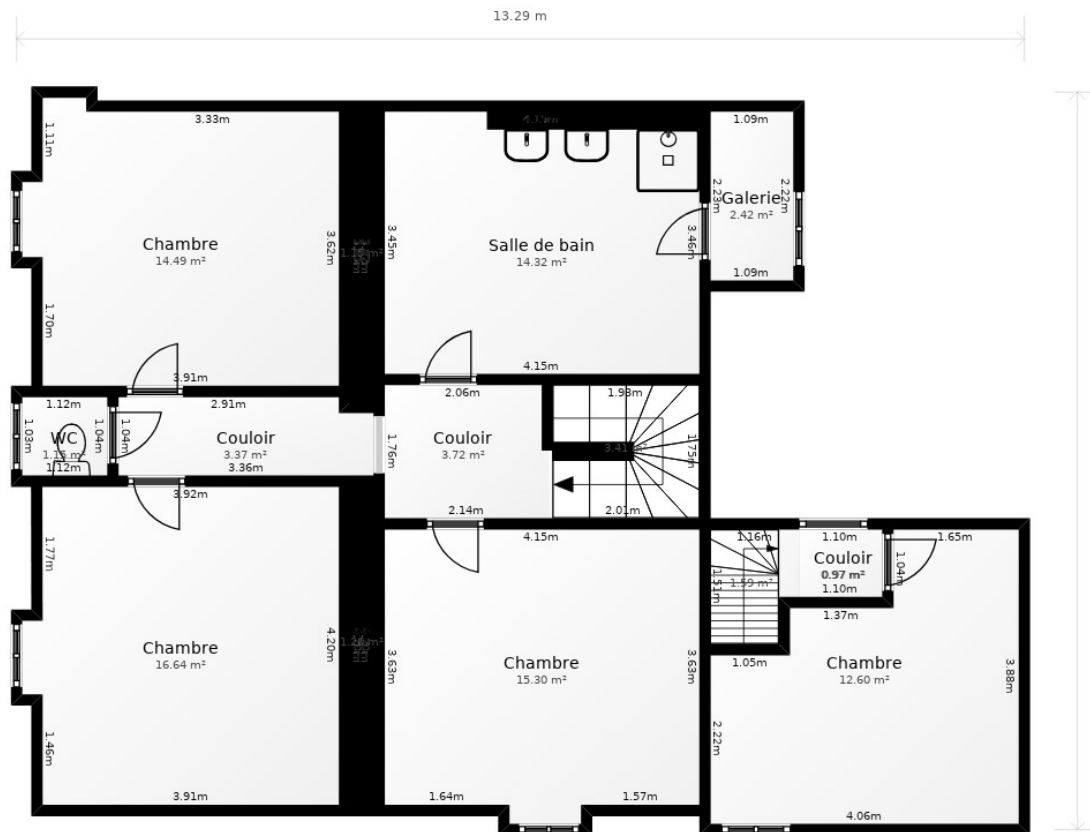 13.29 m
3.33m
1.11m
Chambre
14.49 m²
3.62m
1.70m
3.91m
3.45m
Salle de bain
14.32 m²
3.46m
4.15m
1.09m
2.23m
2.22m
Galerie
2.42 m²
1.09m
1.12m
1.03m
WC
1.04m
1.12m
2.91m
1.04m
Couloir
3.37 m²
3.36m
2.06m
1.76m
Couloir
3.72 m²
2.14m
1.98m
1.75m
2.01m
3.92m
1.77m
Chambre
16.64 m²
4.20m
1.46m
3.91m
4.15m
3.63m
Chambre
15.30 m²
3.63m
1.64m
1.57m
1.16m
1.51m
1.59 m²
1.10m
Couloir
0.97 m²
1.10m
1.04m
1.65m
1.37m
1.05m
Chambre
12.60 m²
3.88m
2.22m
4.06m